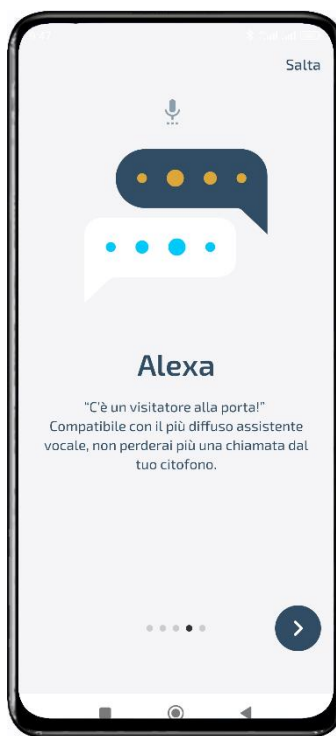 Salta
Alexa
“C'è un visitatore alla porta!”
Compatibile con il più diffuso assistente
vocale, non perderai più una chiamata dal
tuo citofono.